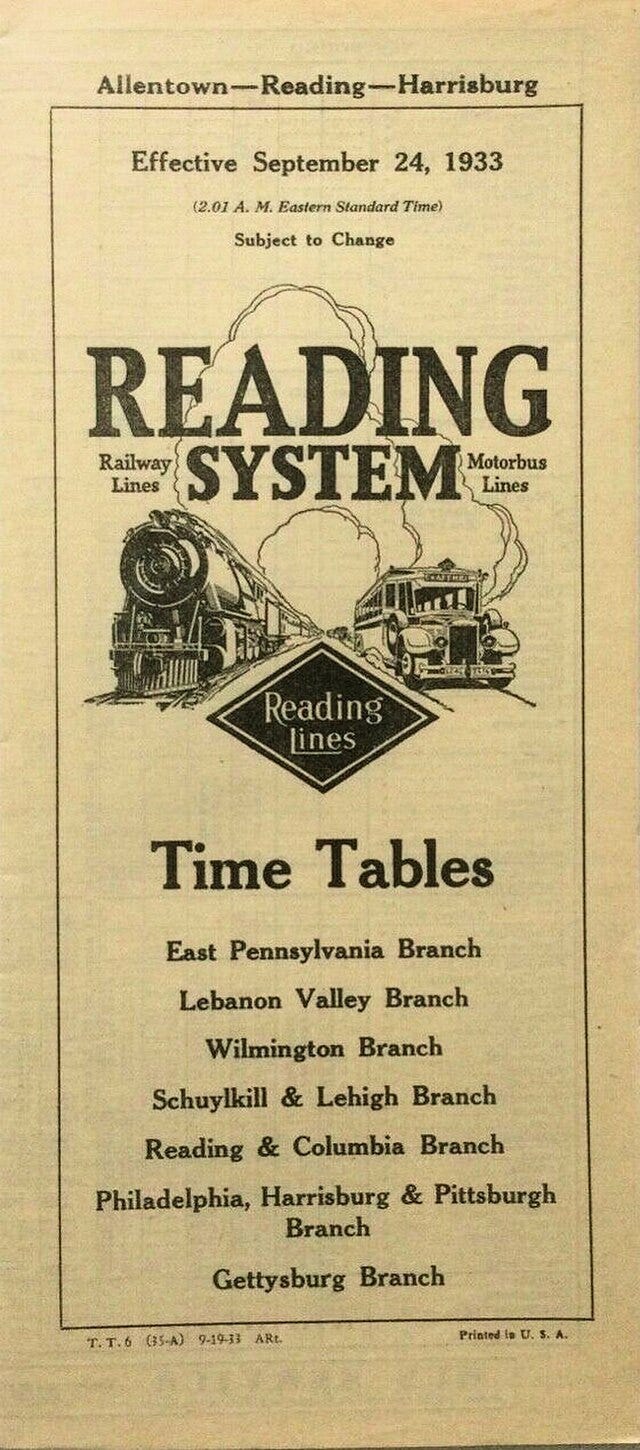 Allentown—Reading—Harrisburg
Effective September 24, 1933
(2.01 A. M. Eastern Standard Time)
Subject to Change
READING
Railway Lines
SYSTEM
Motorbus Lines
Reading
Lines
Time Tables
East Pennsylvania Branch
Lebanon Valley Branch
Wilmington Branch
Schuylkill & Lehigh Branch
Reading & Columbia Branch
Philadelphia, Harrisburg & Pittsburgh
Branch
Gettysburg Branch
T. T. 6 (35-A) 9-19-33 ARt.
Printed in U. S. A.